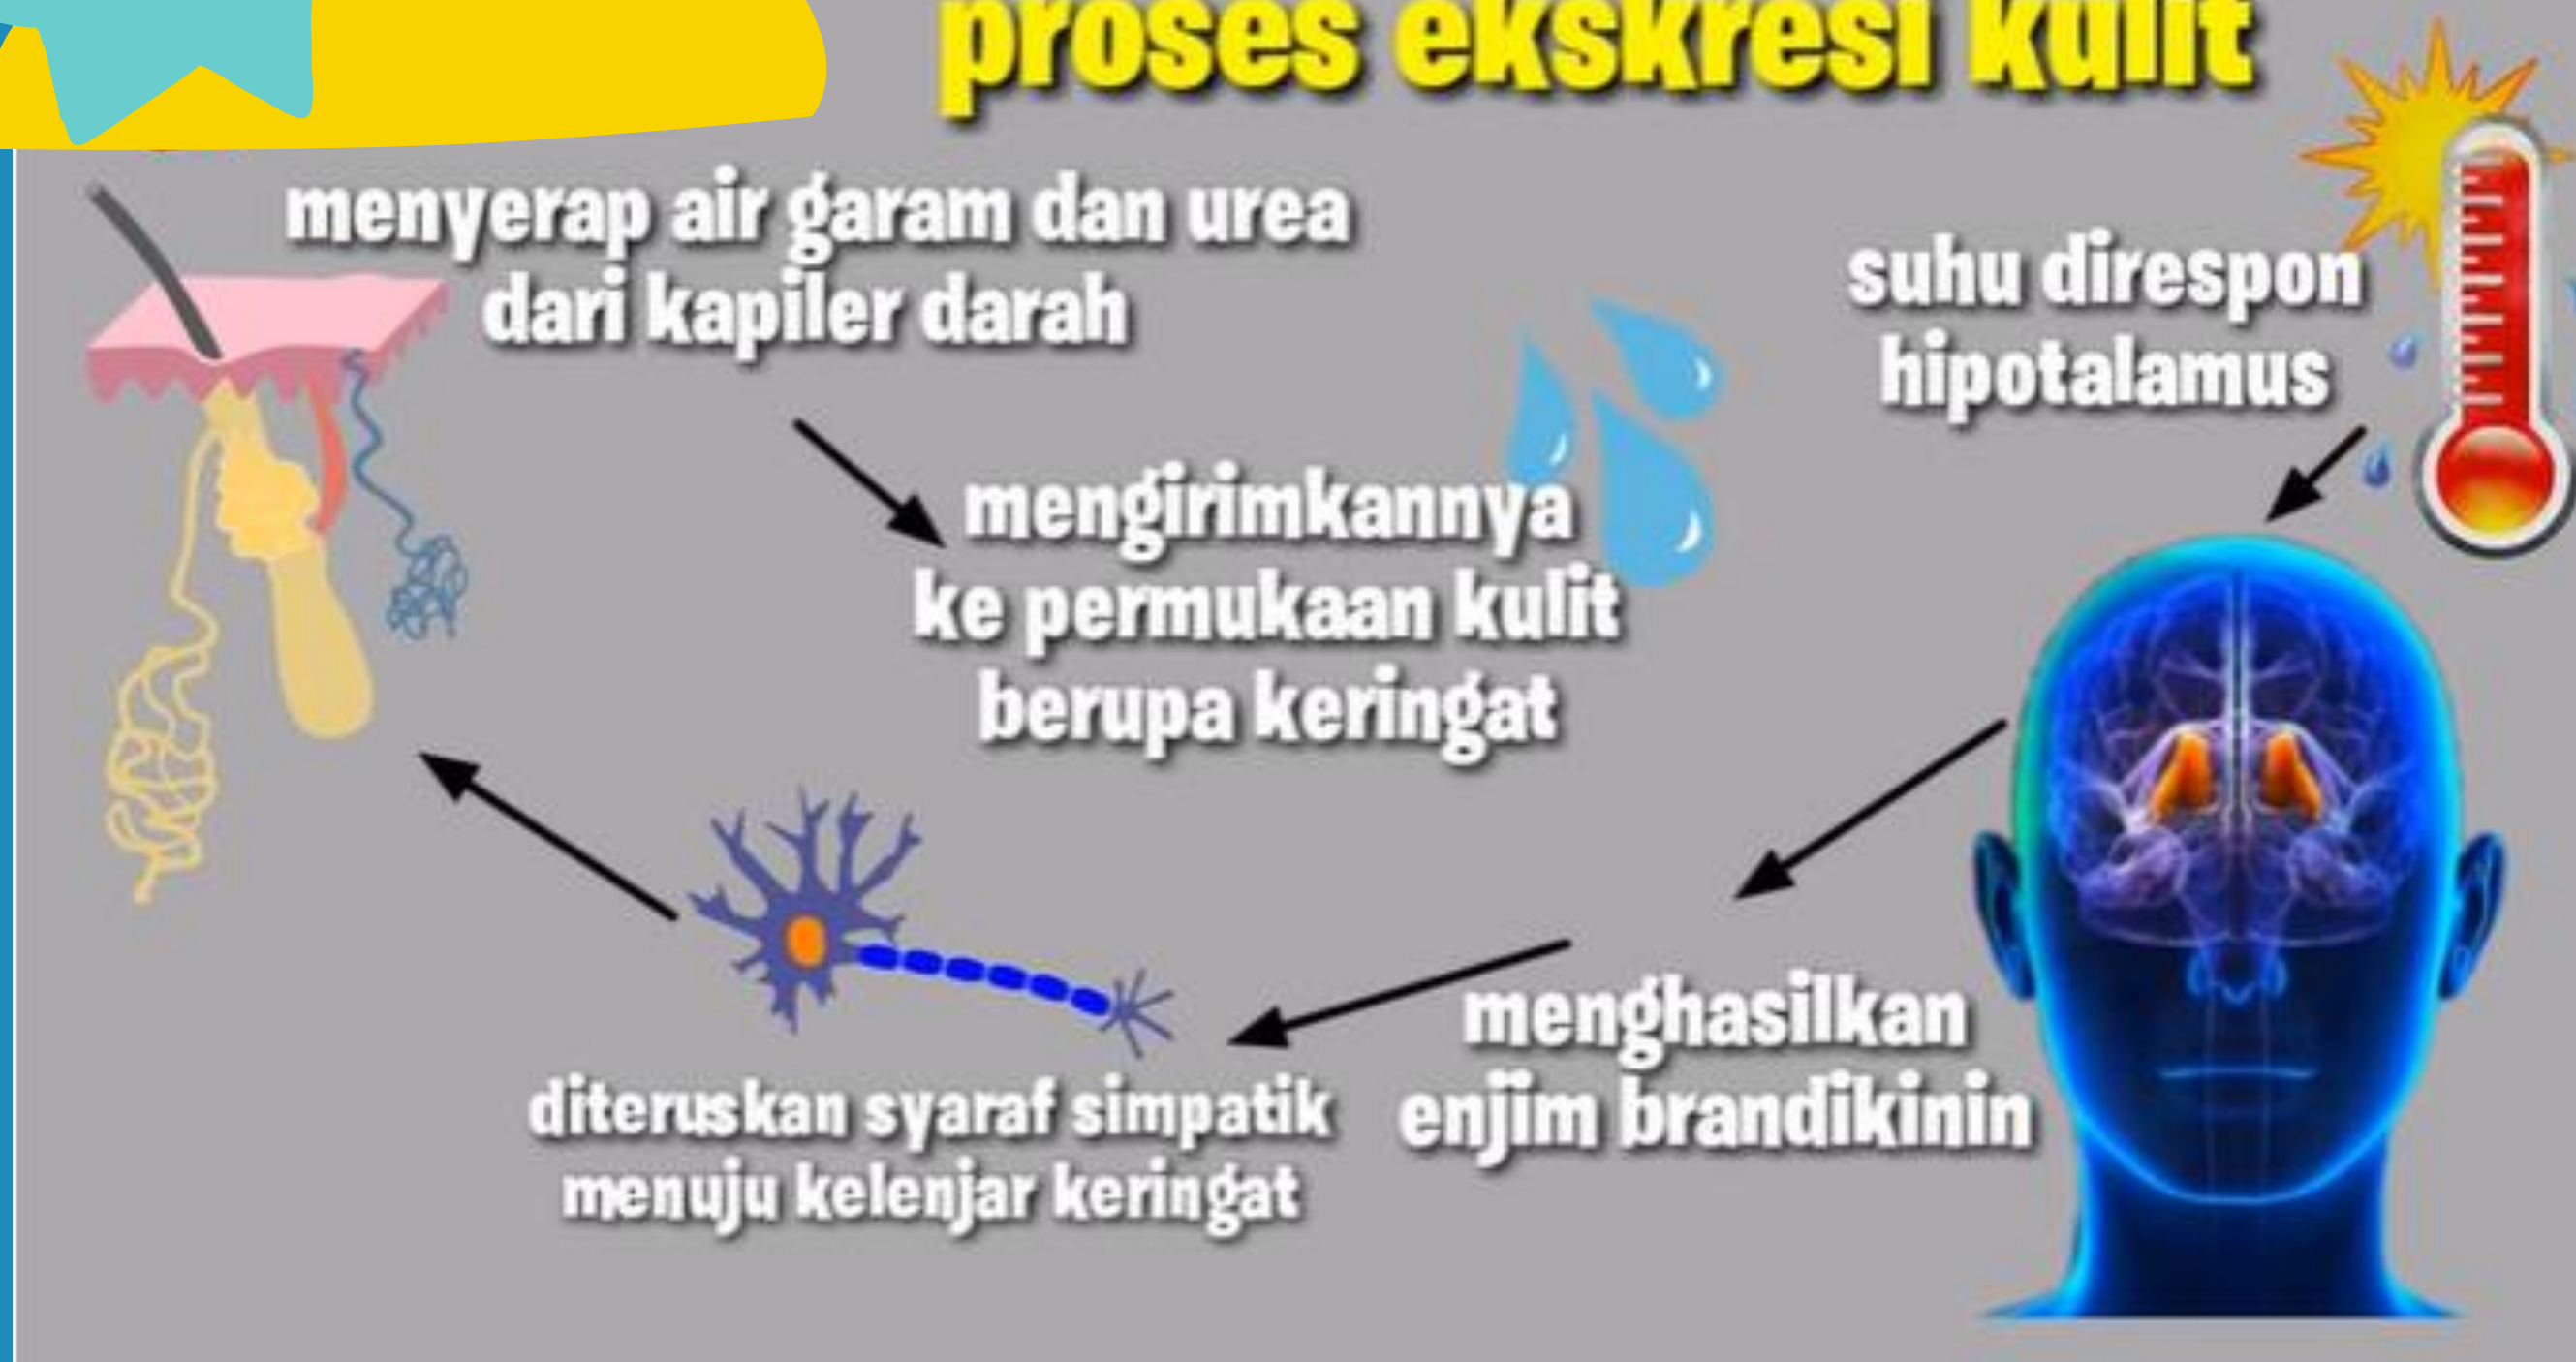 proses ekskresi kulit
menyerap air garam dan urea
dari kapiler darah
suhu direspon
hipotalamus
mengirimkannya
ke permukaan kulit
berupa keringat
menghasilkan
enjim brandikinin
diteruskan syaraf simpatik
menuju kelenjar keringat